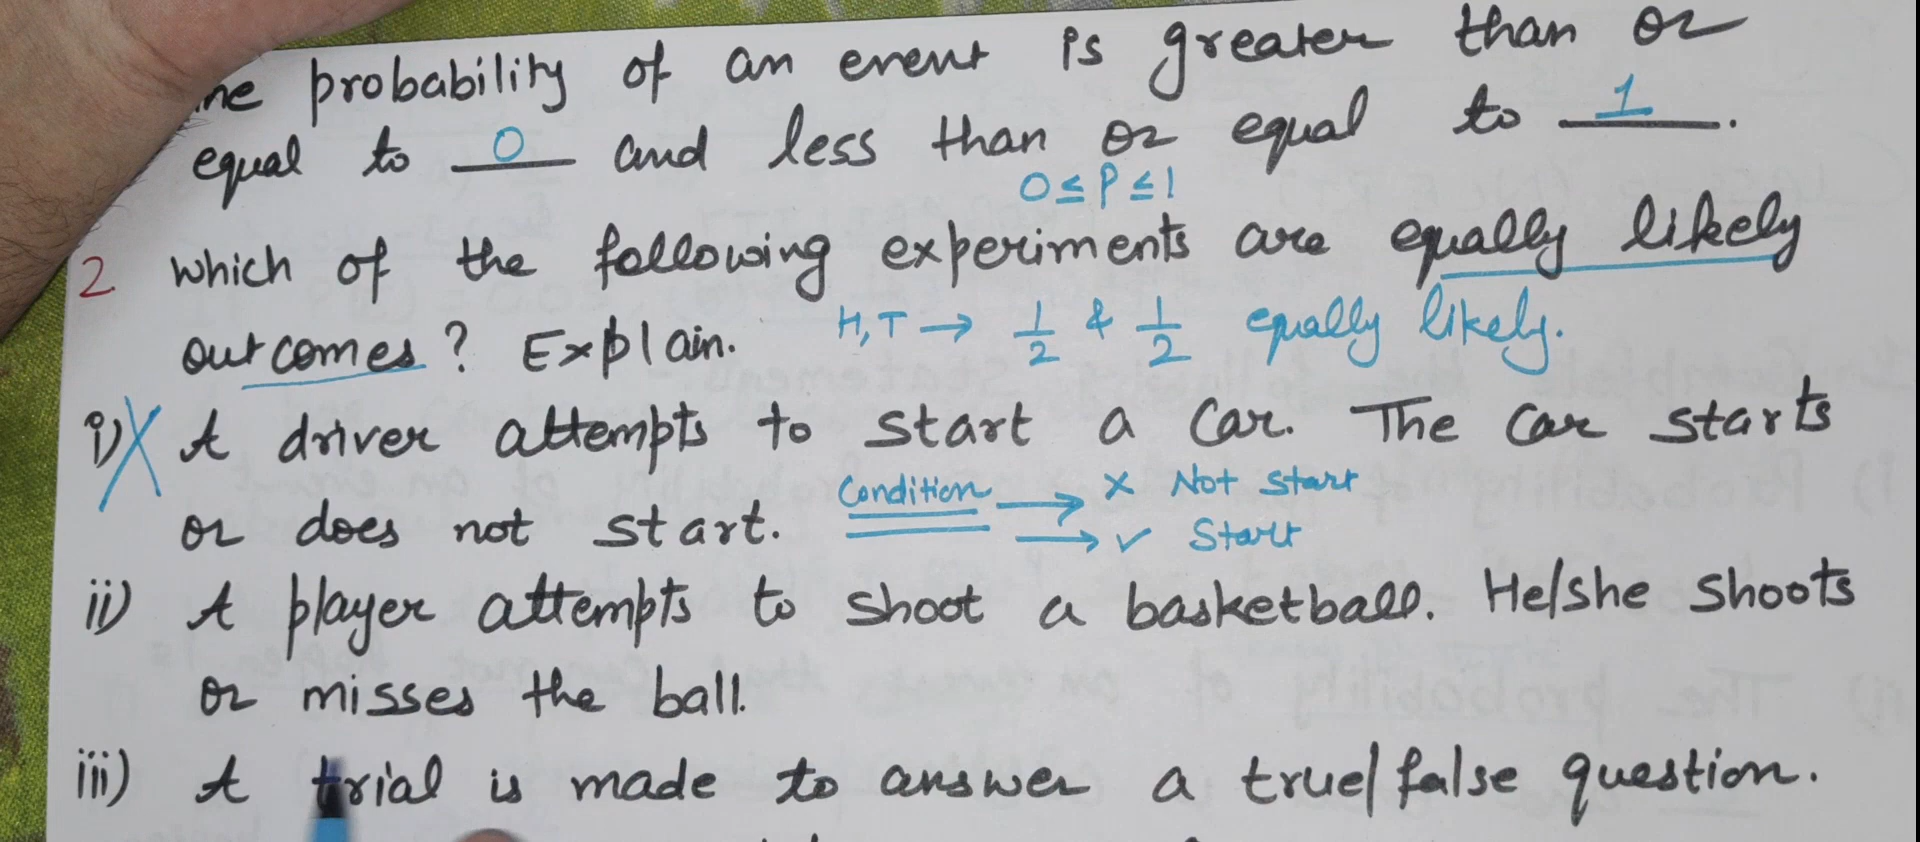 probability of an event is greater than or
equal to 0 and less than or equal to 1.
0 ≤ P ≤ 1
2. which of the following experiments are equally likely
outcomes? Explain. H, T → 1/2 & 1/2 equally likely.
i) X A driver attempts to start a car. The car starts
or does not start. Condition → × Not start
→ ✓ Start
ii) A player attempts to shoot a basketball. He/she shoots
or misses the ball.
iii) A trial is made to answer a true/false question.